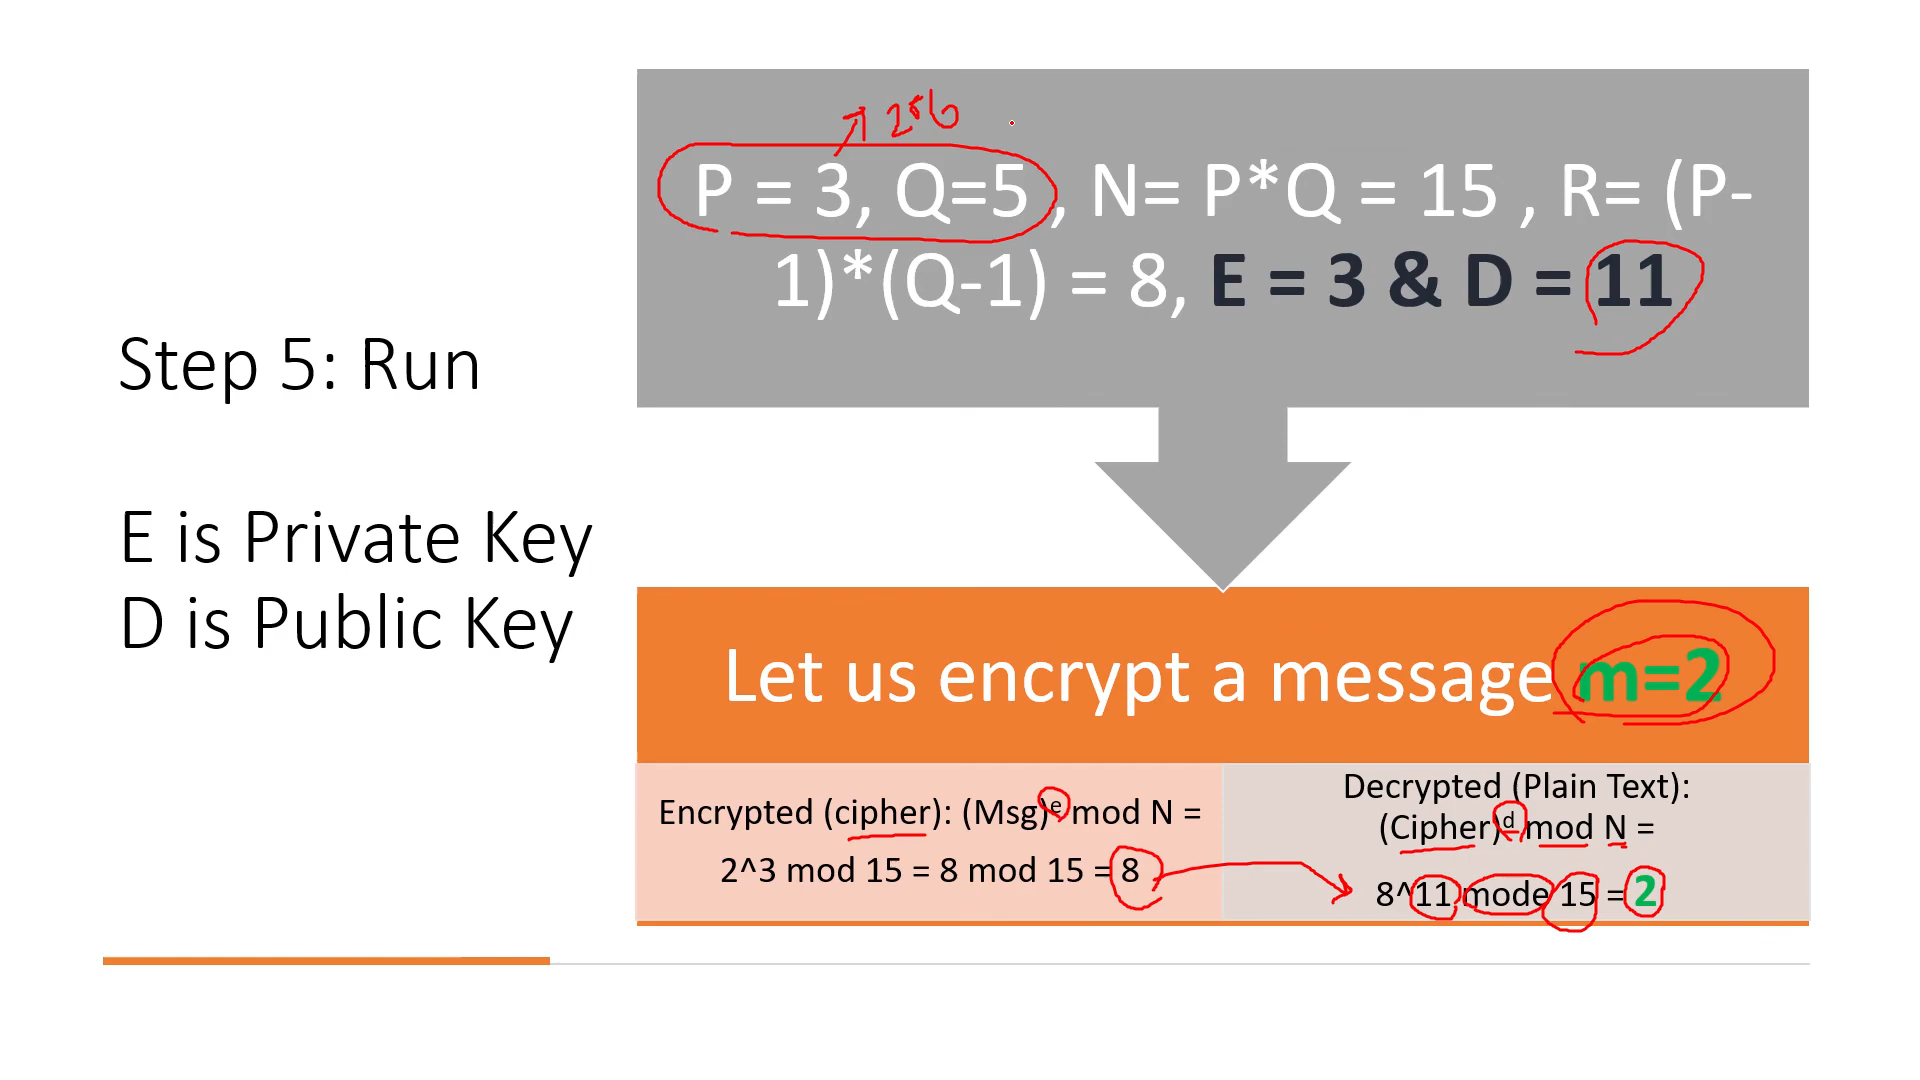 Step 5: Run
E is Private Key
D is Public Key
256
P = 3, Q=5 , N= P*Q = 15 , R= (P-
1)*(Q-1) = 8, E = 3 & D = 11
Let us encrypt a message m=2
Encrypted (cipher): (Msg)^e mod N =
2^3 mod 15 = 8 mod 15 = 8
Decrypted (Plain Text):
(Cipher)^d mod N =
8^11 mode 15 = 2